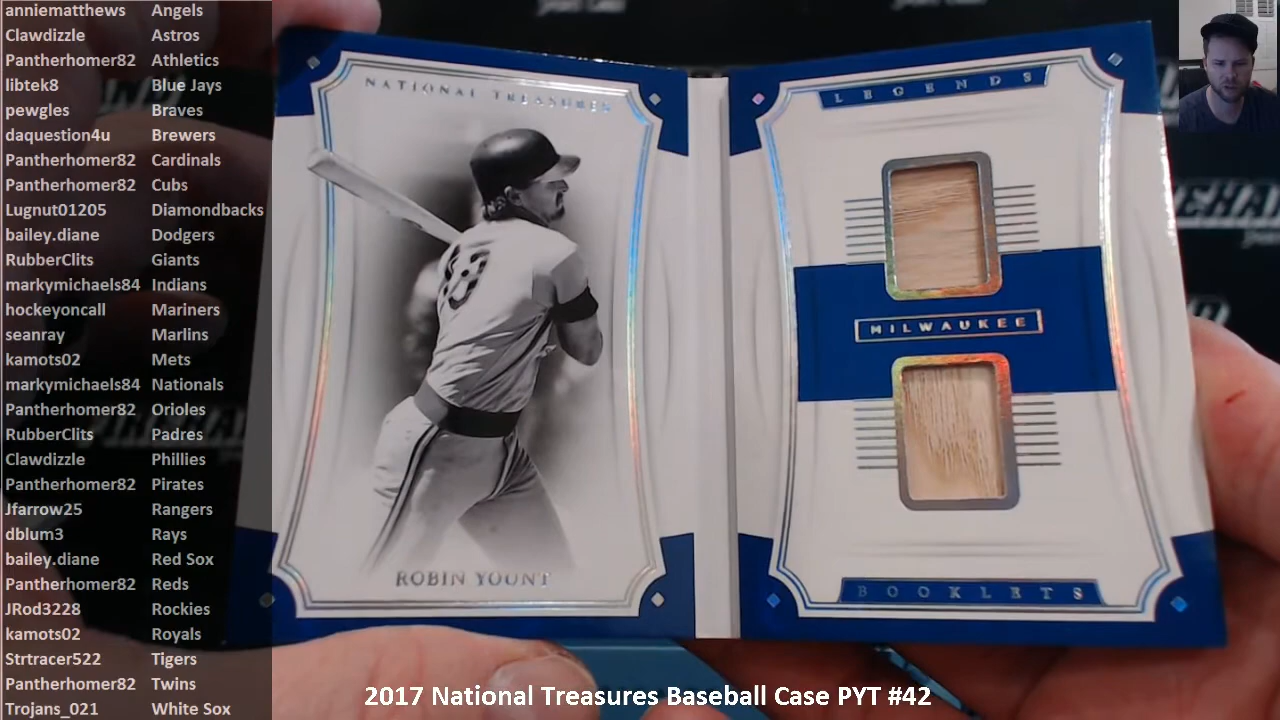 anniematthews Angels
Clawdizzle Astros
Pantherhomer82 Athletics
libtek8 Blue Jays
pewgles Braves
daquestion4u Brewers
Pantherhomer82 Cardinals
Pantherhomer82 Cubs
Lugnut01205 Diamondbacks
bailey.diane Dodgers
RubberClits Giants
markymichaels84 Indians
hockeyoncall Mariners
seanray Marlins
kamots02 Mets
markymichaels84 Nationals
Pantherhomer82 Orioles
RubberClits Padres
Clawdizzle Phillies
Pantherhomer82 Pirates
Jfarrow25 Rangers
dblum3 Rays
bailey.diane Red Sox
Pantherhomer82 Reds
JRod3228 Rockies
kamots02 Royals
Strtracer522 Tigers
Pantherhomer82 Twins
Trojans_021 White Sox
NATIONAL TREASURES
ROBIN YOUNT
LEGENDS
MILWAUKEE
BOOKLETS
2017 National Treasures Baseball Case PYT #42